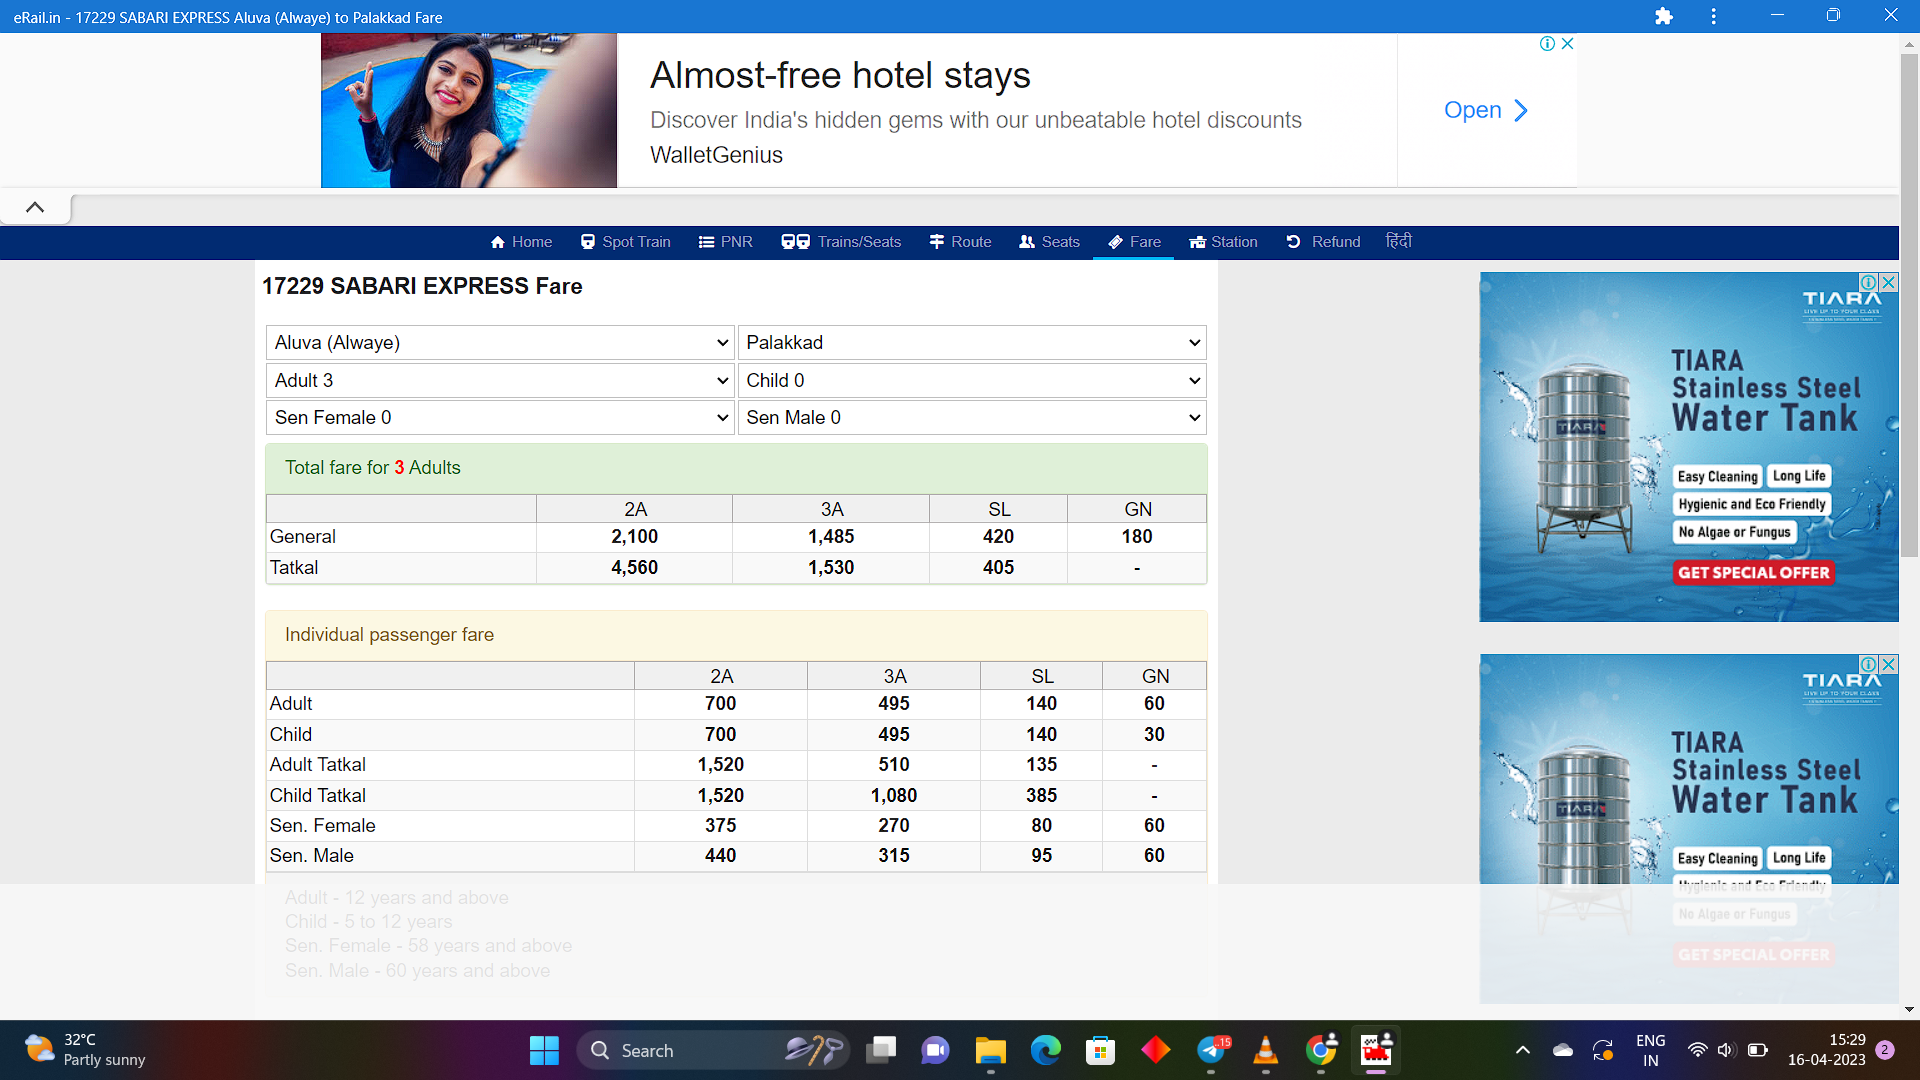 eRail.in - 17229 SABARI EXPRESS Aluva (Alwaye) to Palakkad Fare
Almost-free hotel stays
Discover India's hidden gems with our unbeatable hotel discounts
WalletGenius
Open
Home Spot Train PNR Trains/Seats Route Seats Fare Station Refund हिंदी
17229 SABARI EXPRESS Fare
Aluva (Alwaye) Palakkad
Adult 3 Child 0
Sen Female 0 Sen Male 0
Total fare for 3 Adults
2A 3A SL GN
General 2,100 1,485 420 180
Tatkal 4,560 1,530 405 -
Individual passenger fare
2A 3A SL GN
Adult 700 495 140 60
Child 700 495 140 30
Adult Tatkal 1,520 510 135 -
Child Tatkal 1,520 1,080 385 -
Sen. Female 375 270 80 60
Sen. Male 440 315 95 60
Adult - 12 years and above
Child - 5 to 12 years
Sen. Female - 58 years and above
Sen. Male - 60 years and above
TIARA
LIVE UP TO YOUR CLASS
TIARA
Stainless Steel
Water Tank
TIARA
Easy Cleaning Long Life
Hygienic and Eco Friendly
No Algae or Fungus
GET SPECIAL OFFER
TIARA
LIVE UP TO YOUR CLASS
TIARA
Stainless Steel
Water Tank
TIARA
Easy Cleaning Long Life
Hygienic and Eco Friendly
No Algae or Fungus
GET SPECIAL OFFER
32°C
Partly sunny
Search
15
ENG
IN
15:29
16-04-2023
2